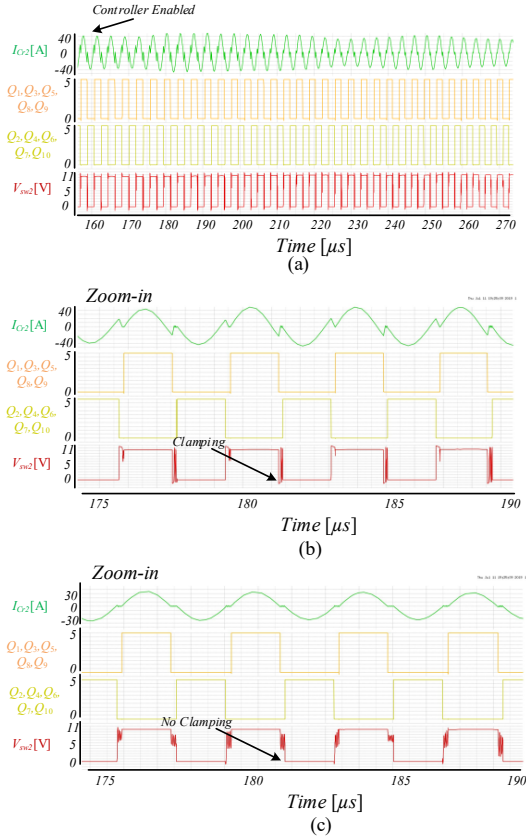 Controller Enabled
I_Cr2 [A]
40
0
-40
Q1,Q3,Q5,
Q8,Q9
5
0
Q2,Q4,Q6,
Q7,Q10
5
0
V_sw2 [V]
11
5
0
160 170 180 190 200 210 220 230 240 250 260 270
Time [µs]
(a)
Zoom-in
I_Cr2 [A]
40
0
-40
Q1,Q3,Q5,
Q8,Q9
5
0
Q2,Q4,Q6,
Q7,Q10
5
0
Clamping
V_sw2 [V]
11
5
0
175 180 185 190
Time [µs]
(b)
Zoom-in
I_Cr2 [A]
30
0
-30
Q1,Q3,Q5,
Q8,Q9
5
0
Q2,Q4,Q6,
Q7,Q10
5
0
No Clamping
V_sw2 [V]
11
5
0
175 180 185 190
Time [µs]
(c)